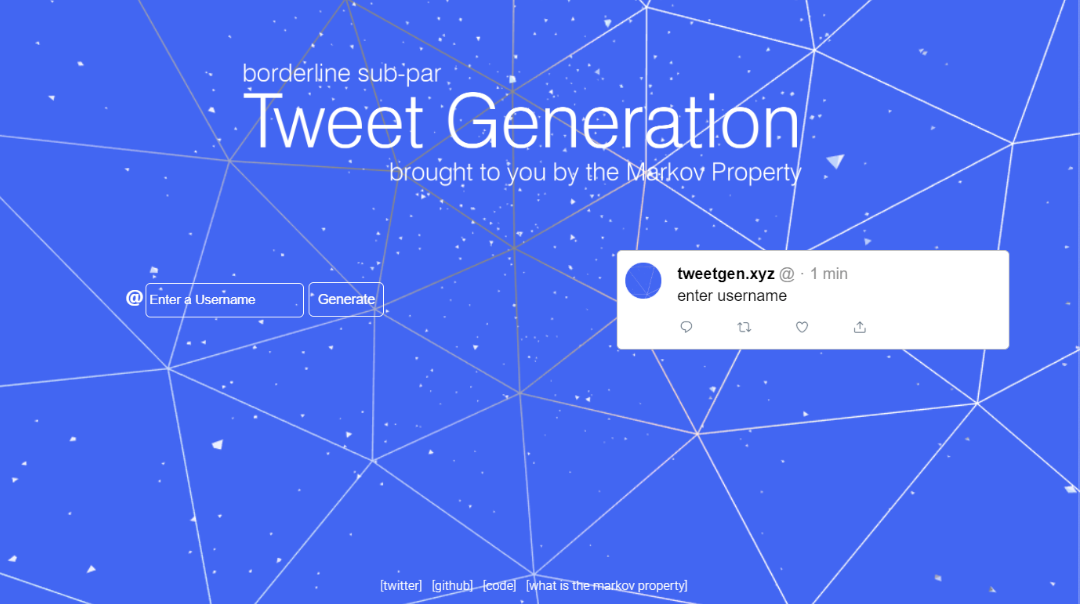 borderline sub-par
Tweet Generation
brought to you by the Markov Property
@ Enter a Username Generate
tweetgen.xyz @ · 1 min
enter username
[twitter] [github] [code] [what is the markov property]